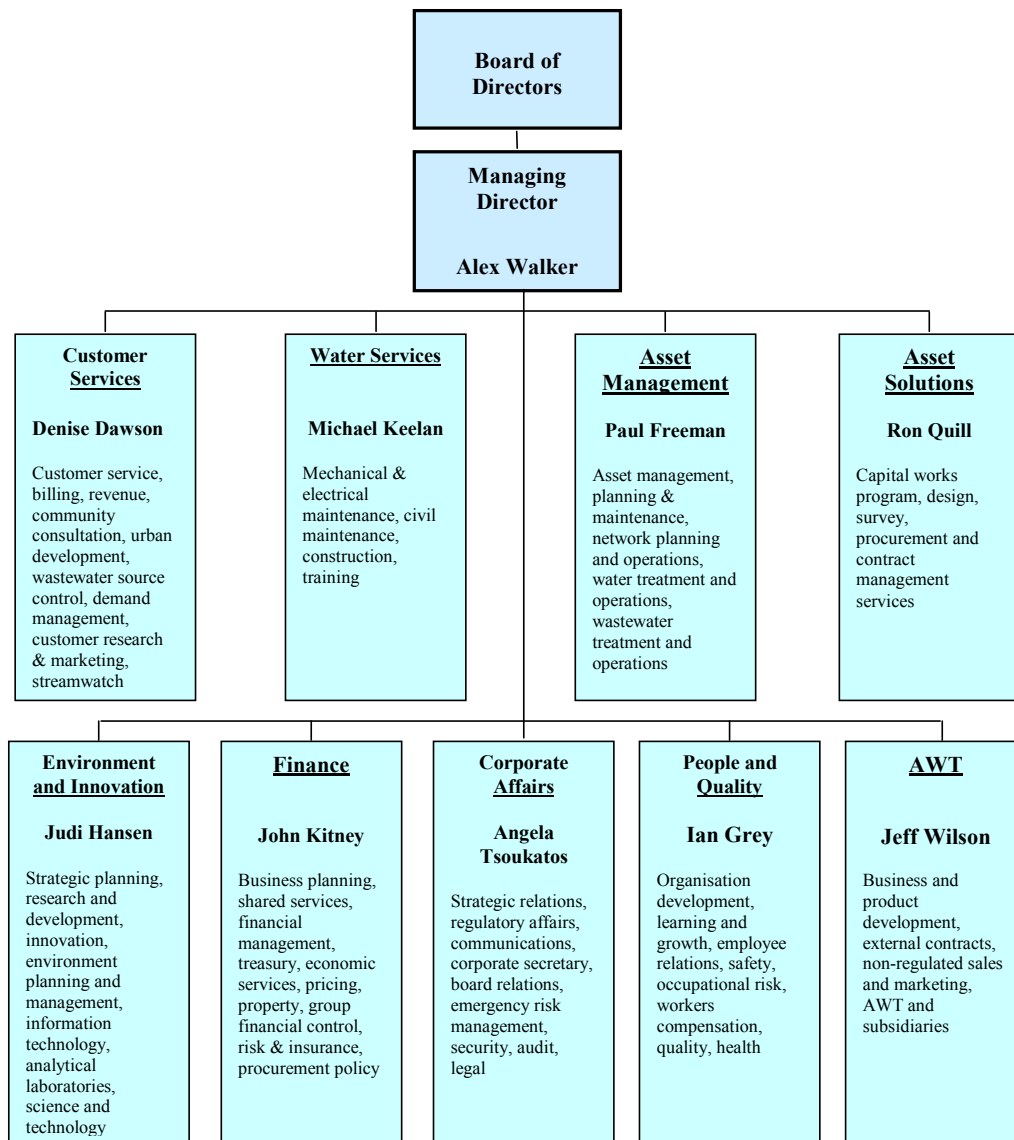 Board of
Directors
Managing
Director
Alex Walker
Customer
Services
Denise Dawson
Customer service,
billing, revenue,
community
consultation, urban
development,
wastewater source
control, demand
management,
customer research
& marketing,
streamwatch
Water Services
Michael Keelan
Mechanical &
electrical
maintenance, civil
maintenance,
construction,
training
Asset
Management
Paul Freeman
Asset management,
planning &
maintenance,
network planning
and operations,
water treatment and
operations,
wastewater
treatment and
operations
Asset
Solutions
Ron Quill
Capital works
program, design,
survey,
procurement and
contract
management
services
Environment
and Innovation
Judi Hansen
Strategic planning,
research and
development,
innovation,
environment
planning and
management,
information
technology,
analytical
laboratories,
science and
technology
Finance
John Kitney
Business planning,
shared services,
financial
management,
treasury, economic
services, pricing,
property, group
financial control,
risk & insurance,
procurement policy
Corporate
Affairs
Angela
Tsoukatos
Strategic relations,
regulatory affairs,
communications,
corporate secretary,
board relations,
emergency risk
management,
security, audit,
legal
People and
Quality
Ian Grey
Organisation
development,
learning and
growth, employee
relations, safety,
occupational risk,
workers
compensation,
quality, health
AWT
Jeff Wilson
Business and
product
development,
external contracts,
non-regulated sales
and marketing,
AWT and
subsidiaries